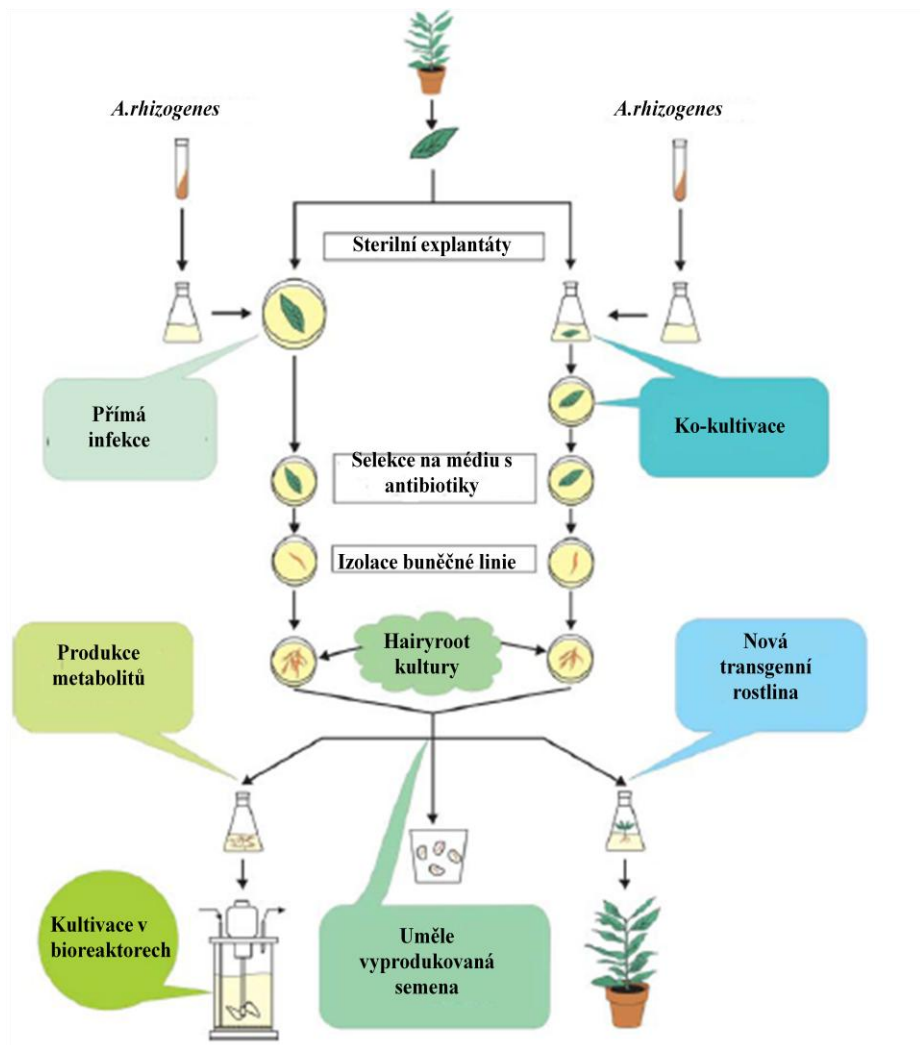 A.rhizogenes
A.rhizogenes
Sterilní explantáty
Přímá
infekce
Ko-kultivace
Selekce na médiu s
antibiotiky
Izolace buněčné linie
Hairyroot
kultury
Produkce
metabolitů
Nová
transgenní
rostlina
Kultivace v
bioreaktorech
Uměle
vyprodukovaná
semena